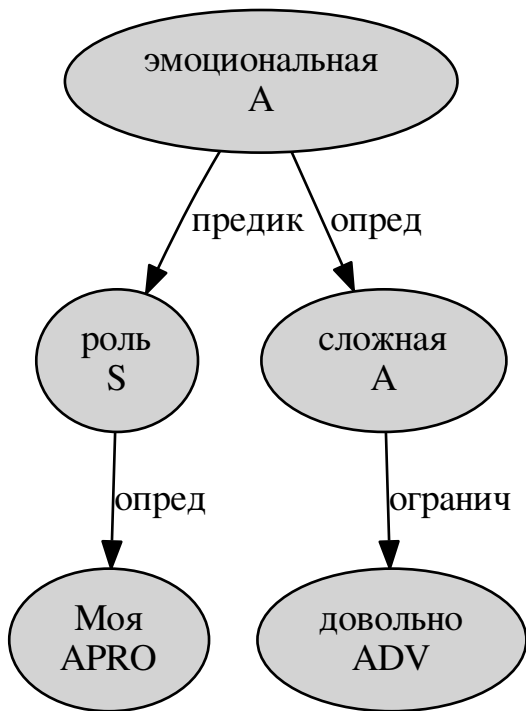 эмоциональная
A
предик
опред
роль
S
сложная
A
опред
огранич
Моя
APRO
довольно
ADV